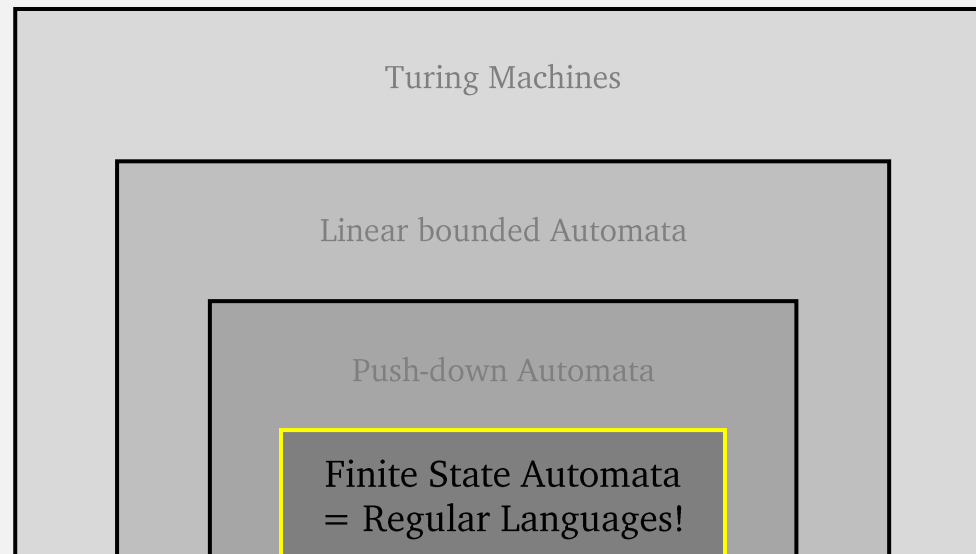 Turing Machines
Linear bounded Automata
Push-down Automata
Finite State Automata
= Regular Languages!